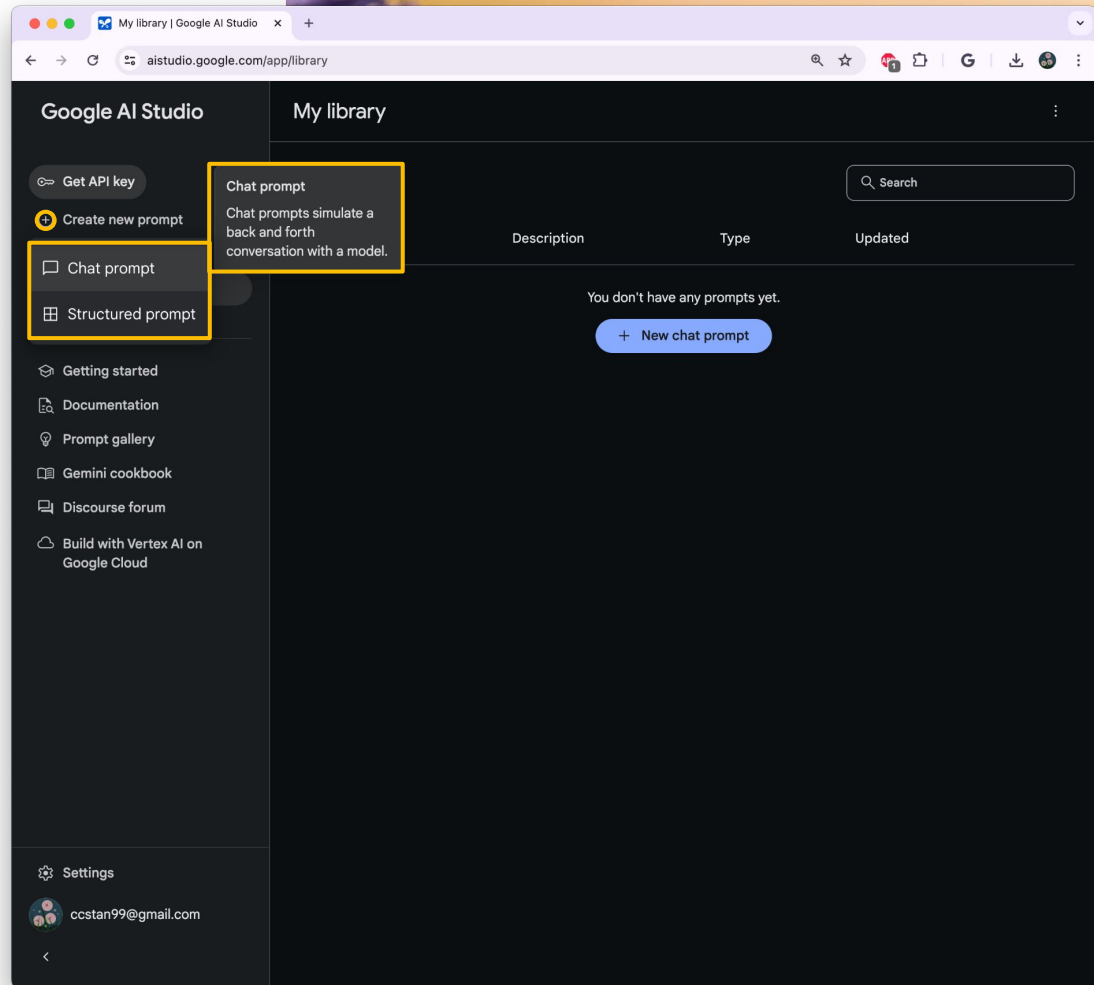 My library | Google AI Studio
aistudio.google.com/app/library
1
G
Google AI Studio
My library
Get API key
Create new prompt
Chat prompt
Structured prompt
Chat prompt
Chat prompts simulate a
back and forth
conversation with a model.
Search
Description
Type
Updated
You don't have any prompts yet.
+ New chat prompt
Getting started
Documentation
Prompt gallery
Gemini cookbook
Discourse forum
Build with Vertex AI on
Google Cloud
Settings
ccstan99@gmail.com